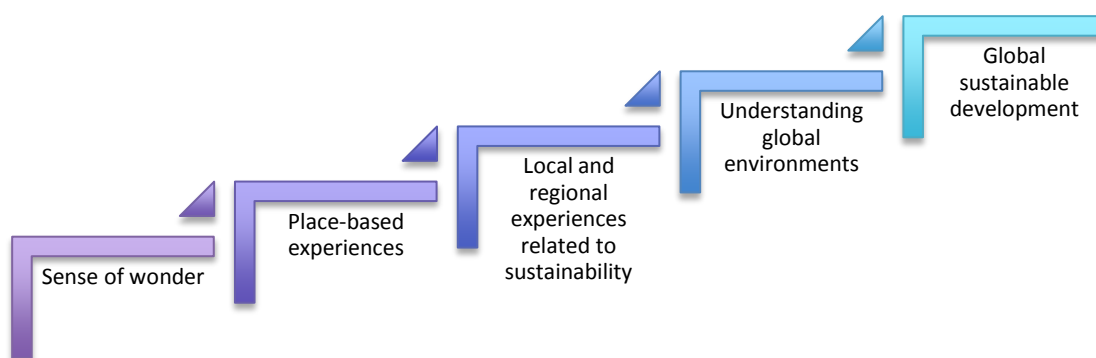 Sense of wonder
Place-based
experiences
Local and
regional
experiences
related to
sustainability
Understanding
global
environments
Global
sustainable
development